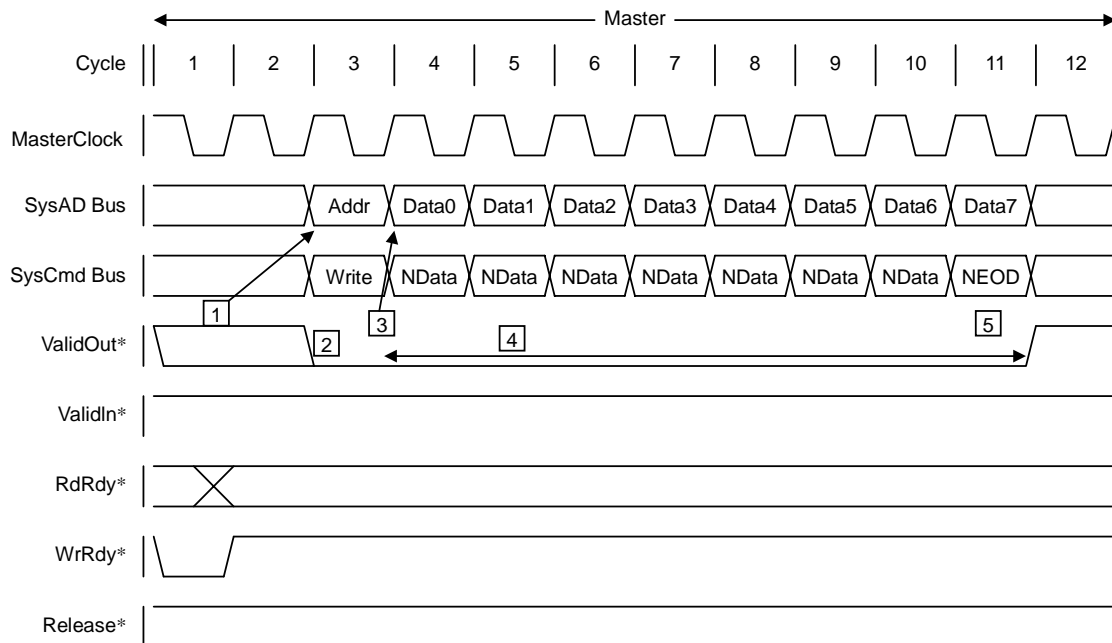 Master
Cycle 1 2 3 4 5 6 7 8 9 10 11 12
MasterClock
SysAD Bus Addr Data0 Data1 Data2 Data3 Data4 Data5 Data6 Data7
SysCmd Bus Write NData NData NData NData NData NData NData NEOD
1 3
ValidOut* 2 4 5
ValidIn*
RdRdy*
WrRdy*
Release*